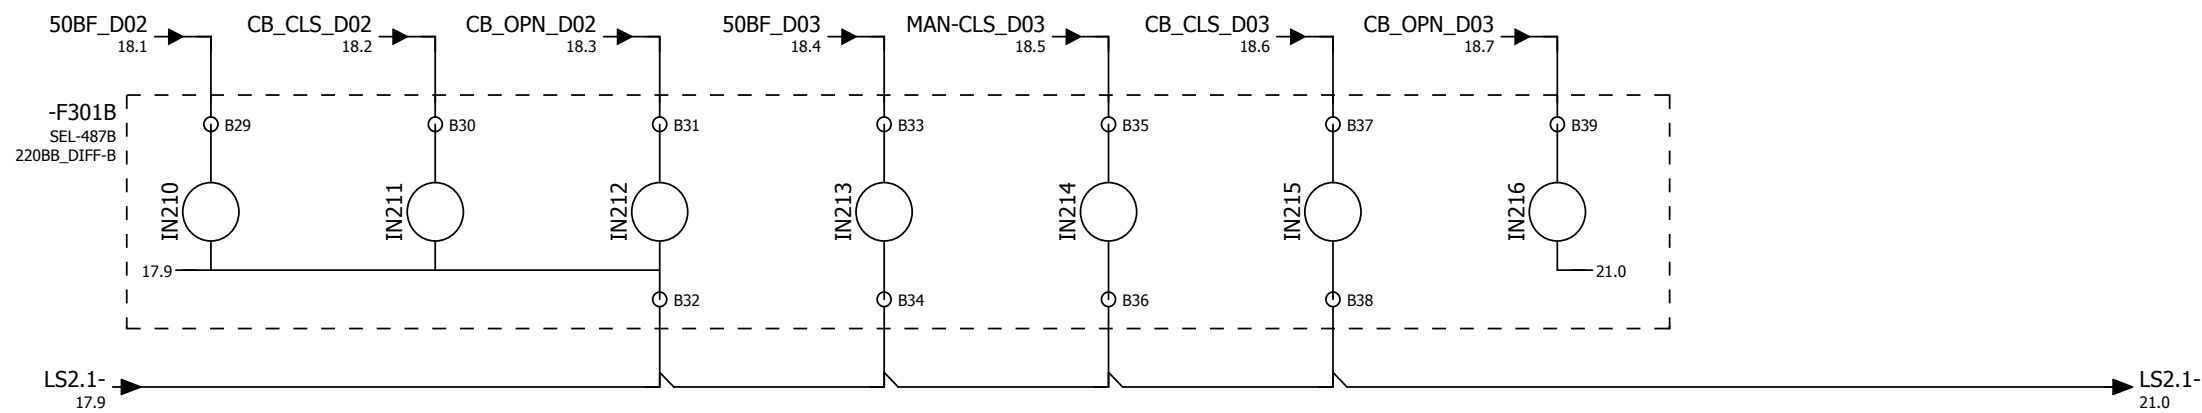 50BF_D02
18.1
CB_CLS_D02
18.2
CB_OPN_D02
18.3
50BF_D03
18.4
MAN-CLS_D03
18.5
CB_CLS_D03
18.6
CB_OPN_D03
18.7
-F301B
SEL-487B
220BB_DIFF-B
B29
B30
B31
B33
B35
B37
B39
IN210
IN211
IN212
IN213
IN214
IN215
IN216
17.9
21.0
B32
B34
B36
B38
LS2.1-
17.9
LS2.1-
21.0